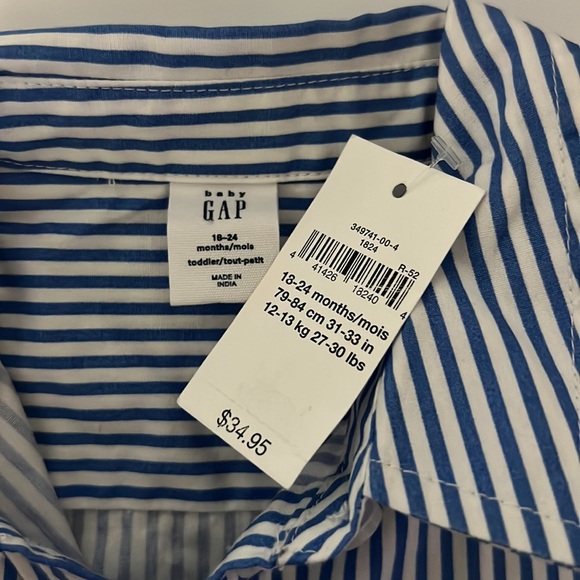 baby
GAP
18-24
months/mois
toddler/tout-petit
MADE IN
INDIA
349741-00-4
1824
R-52
4 41426 18240 4
18-24 months/mois
79-84 cm 31-33 in
12-13 kg 27-30 lbs
$34.95